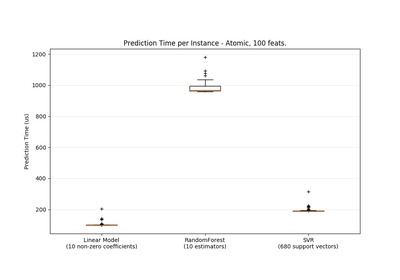 Prediction Time per Instance - Atomic, 100 feats.
1200
1000
800
600
400
200
Prediction Time (us)
Linear Model
(10 non-zero coefficients)
RandomForest
(10 estimators)
SVR
(680 support vectors)